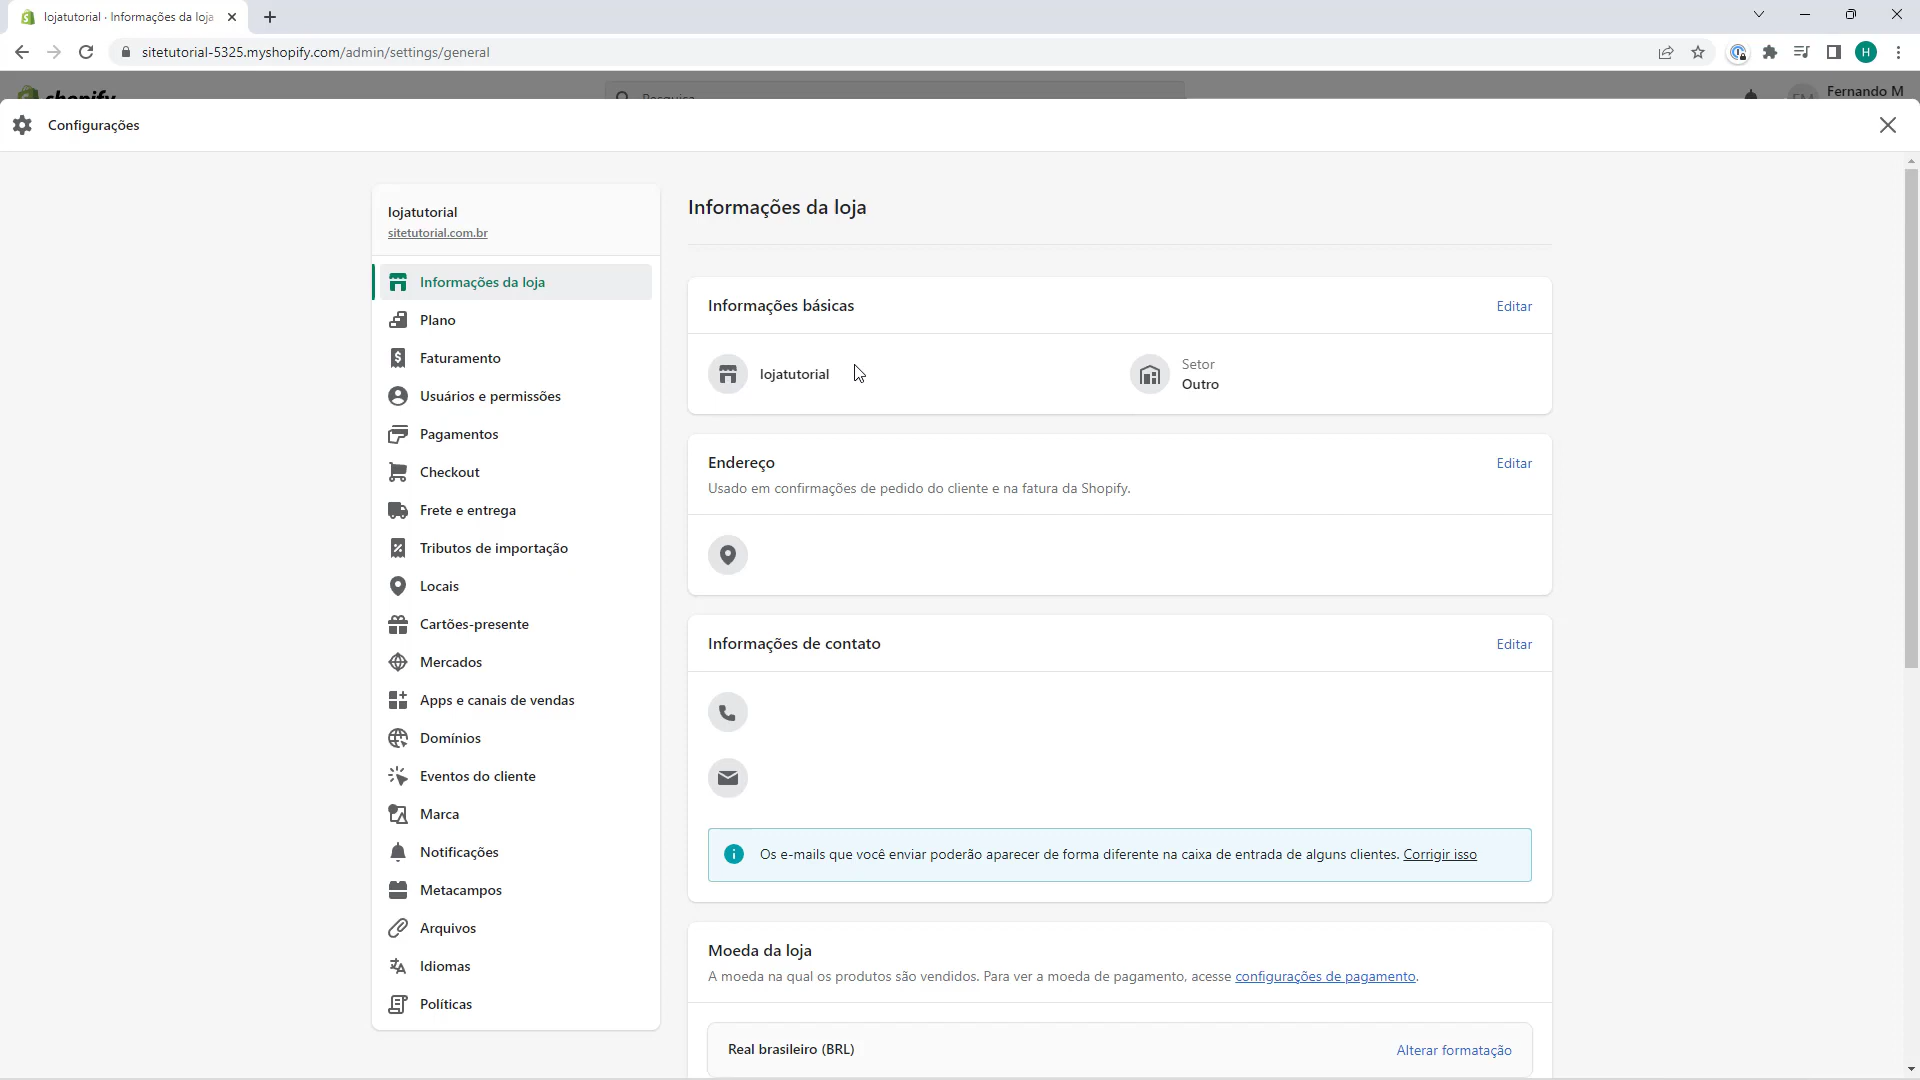 lojatutorial · Informações da loja
sitetutorial-5325.myshopify.com/admin/settings/general
H
shopify
Pesquisa
FM
Fernando M
Configurações
lojatutorial
sitetutorial.com.br
Informações da loja
Plano
Faturamento
Usuários e permissões
Pagamentos
Checkout
Frete e entrega
Tributos de importação
Locais
Cartões-presente
Mercados
Apps e canais de vendas
Domínios
Eventos do cliente
Marca
Notificações
Metacampos
Arquivos
Idiomas
Políticas
Informações da loja
Informações básicas
Editar
lojatutorial
Setor
Outro
Endereço
Editar
Usado em confirmações de pedido do cliente e na fatura da Shopify.
Informações de contato
Editar
Os e-mails que você enviar poderão aparecer de forma diferente na caixa de entrada de alguns clientes. Corrigir isso
Moeda da loja
A moeda na qual os produtos são vendidos. Para ver a moeda de pagamento, acesse configurações de pagamento.
Real brasileiro (BRL)
Alterar formatação